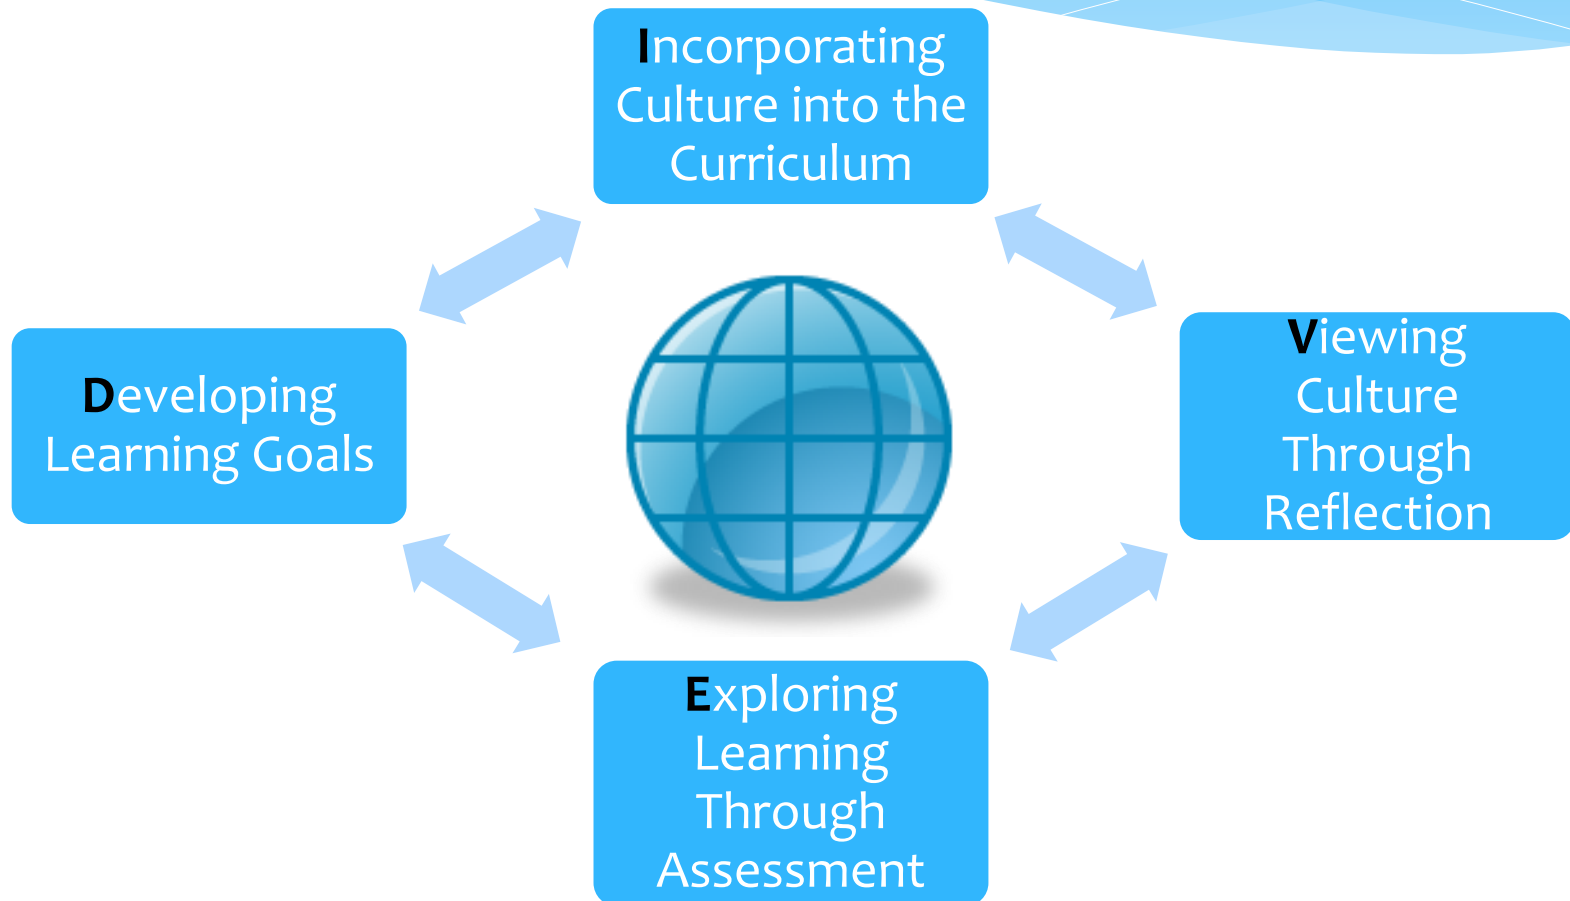 Incorporating
Culture into the
Curriculum
Developing
Learning Goals
Viewing
Culture
Through
Reflection
Exploring
Learning
Through
Assessment